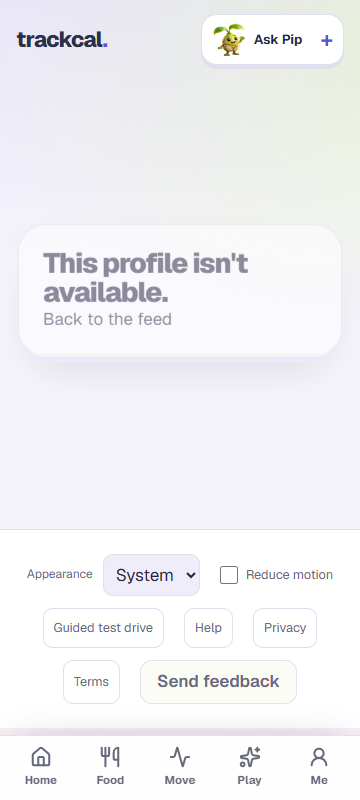 trackcal.
Ask Pip +
This profile isn't
available.
Back to the feed
Appearance System Reduce motion
Guided test drive Help Privacy
Terms Send feedback
Home Food Move Play Me